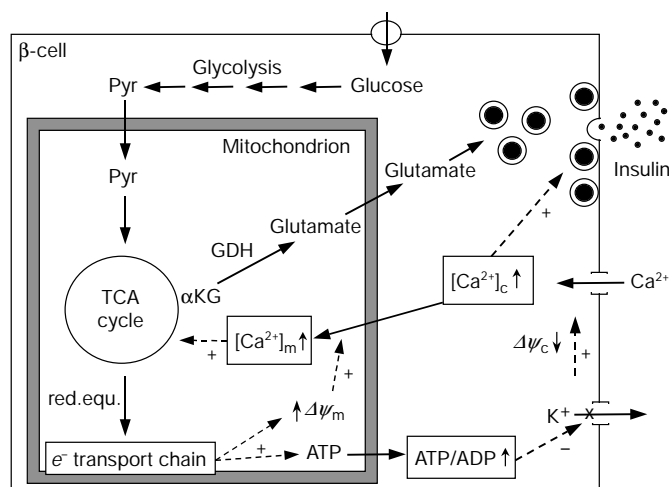 β-cell
Glycolysis
Pyr
Glucose
Mitochondrion
Pyr
Glutamate
Insulin
Glutamate
GDH
+
TCA
cycle
αKG
[Ca²⁺]c↑
Ca²⁺
[Ca²⁺]m↑
+
Δψc↓
+
+
red.equ.
↑Δψm
K⁺
x
e⁻ transport chain
+
ATP
ATP/ADP↑
−